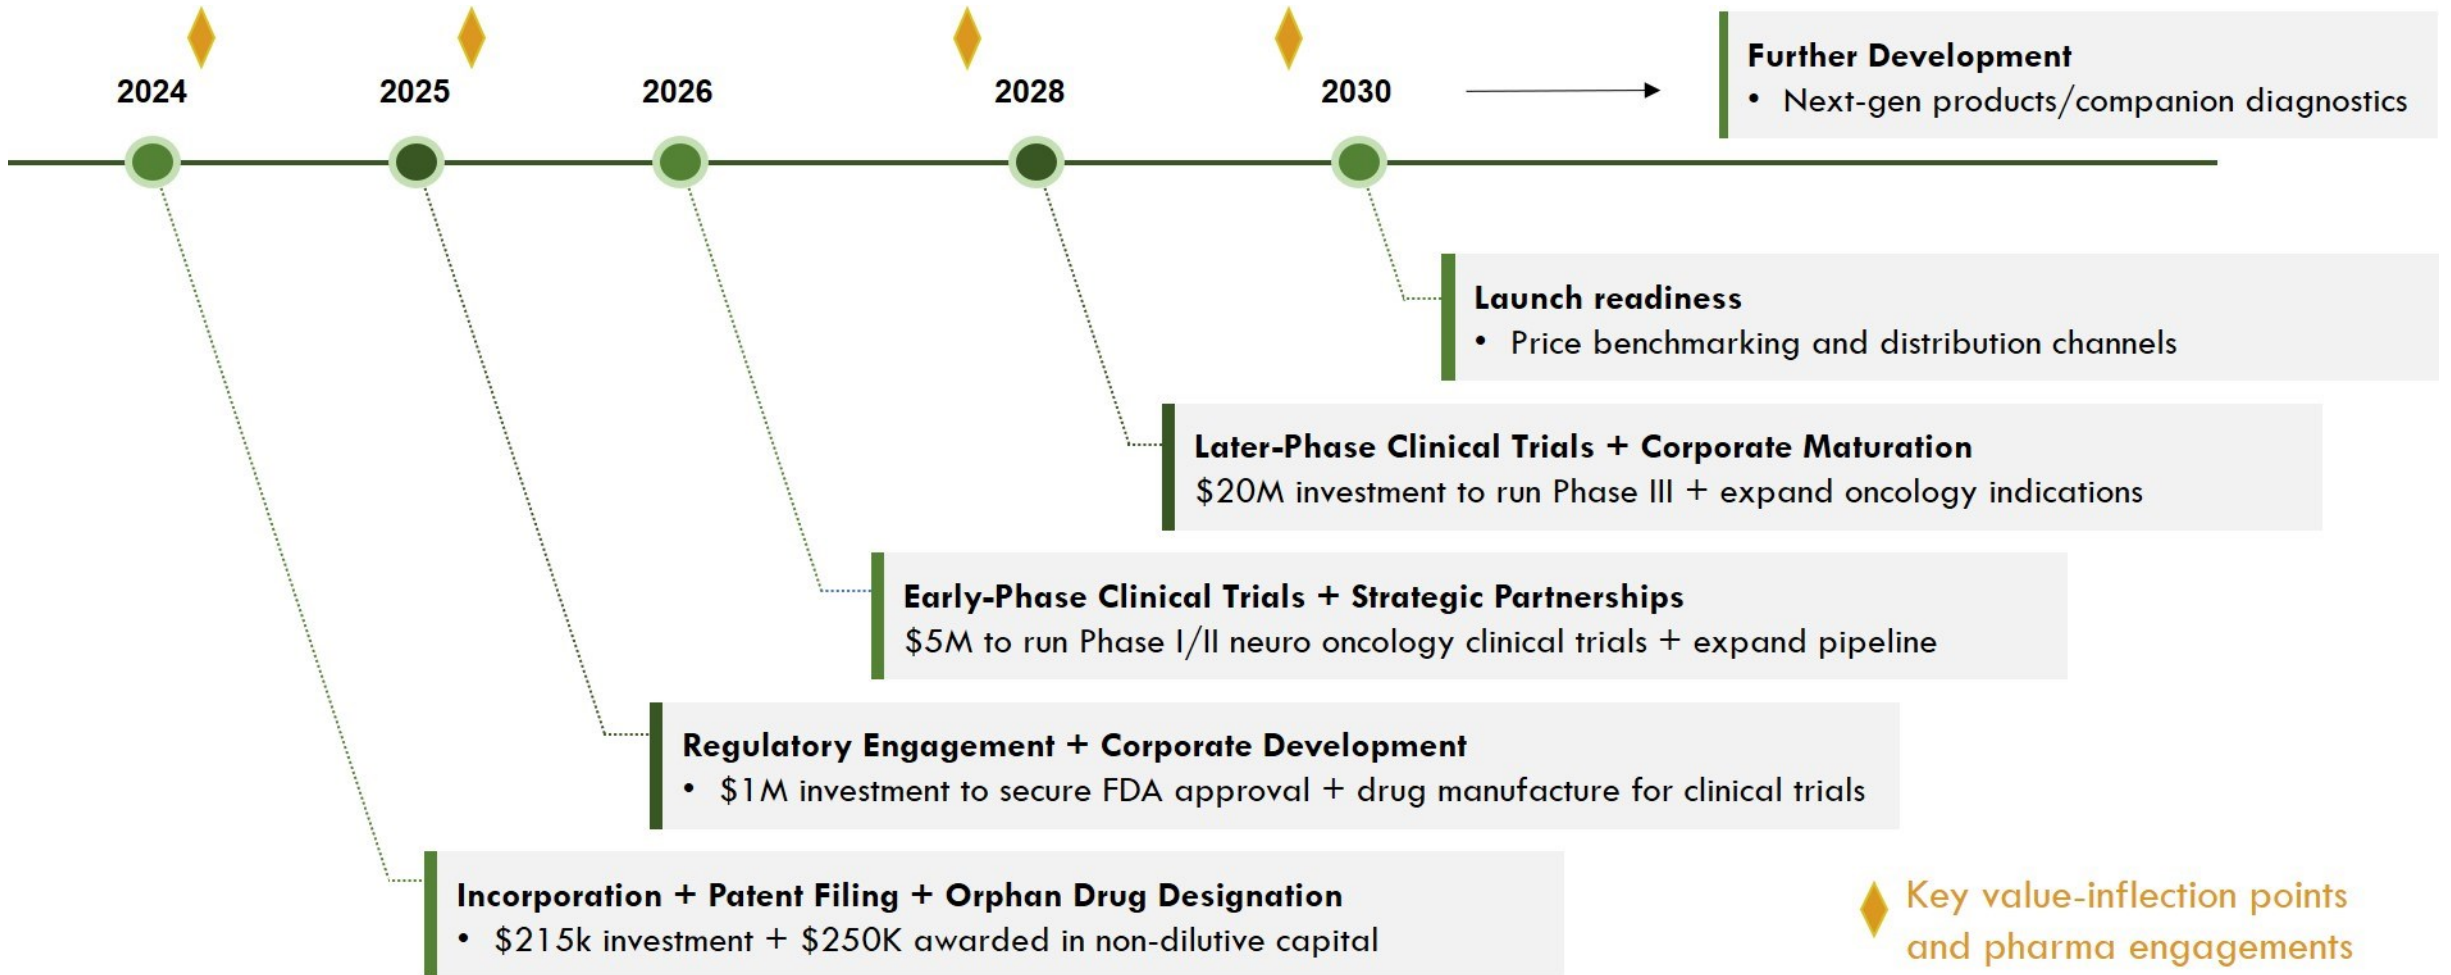 2024
2025
2026
2028
2030
Further Development
• Next-gen products/companion diagnostics
Launch readiness
• Price benchmarking and distribution channels
Later-Phase Clinical Trials + Corporate Maturation
$20M investment to run Phase III + expand oncology indications
Early-Phase Clinical Trials + Strategic Partnerships
$5M to run Phase I/II neuro oncology clinical trials + expand pipeline
Regulatory Engagement + Corporate Development
• $1M investment to secure FDA approval + drug manufacture for clinical trials
Incorporation + Patent Filing + Orphan Drug Designation
• $215k investment + $250K awarded in non-dilutive capital
Key value-inflection points
and pharma engagements